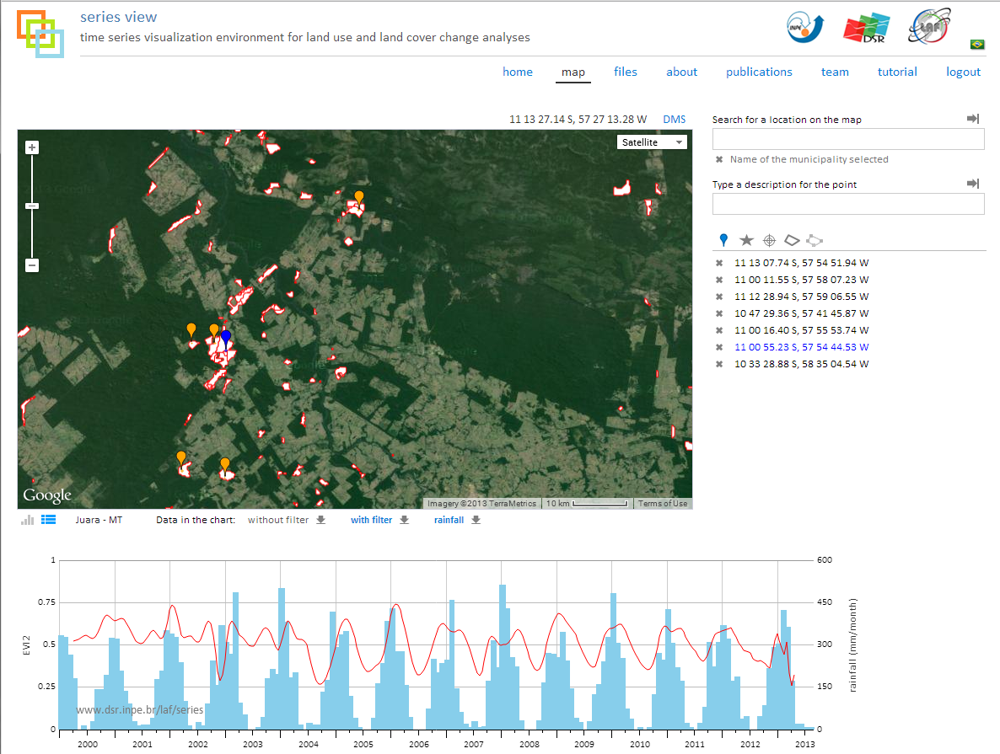 series view
time series visualization environment for land use and land cover change analyses
INPE
DSR
LAF
home map files about publications team tutorial logout
11 13 27.14 S, 57 27 13.28 W DMS
Search for a location on the map
Name of the municipality selected
Type a description for the point
Satellite
11 13 07.74 S, 57 54 51.94 W
11 00 11.55 S, 57 58 07.23 W
11 12 28.94 S, 57 59 06.55 W
10 47 29.36 S, 57 41 45.87 W
11 00 16.40 S, 57 55 53.74 W
11 00 55.23 S, 57 54 44.53 W
10 33 28.88 S, 58 35 04.54 W
Google
Imagery ©2013 TerraMetrics 10 km Terms of Use
Juara - MT Data in the chart: without filter with filter rainfall
1 600
0.75 450
0.5 300
0.25 150
0 0
EVI 2
rainfall (mm/month)
www.dsr.inpe.br/laf/series
2000 2001 2002 2003 2004 2005 2006 2007 2008 2009 2010 2011 2012 2013